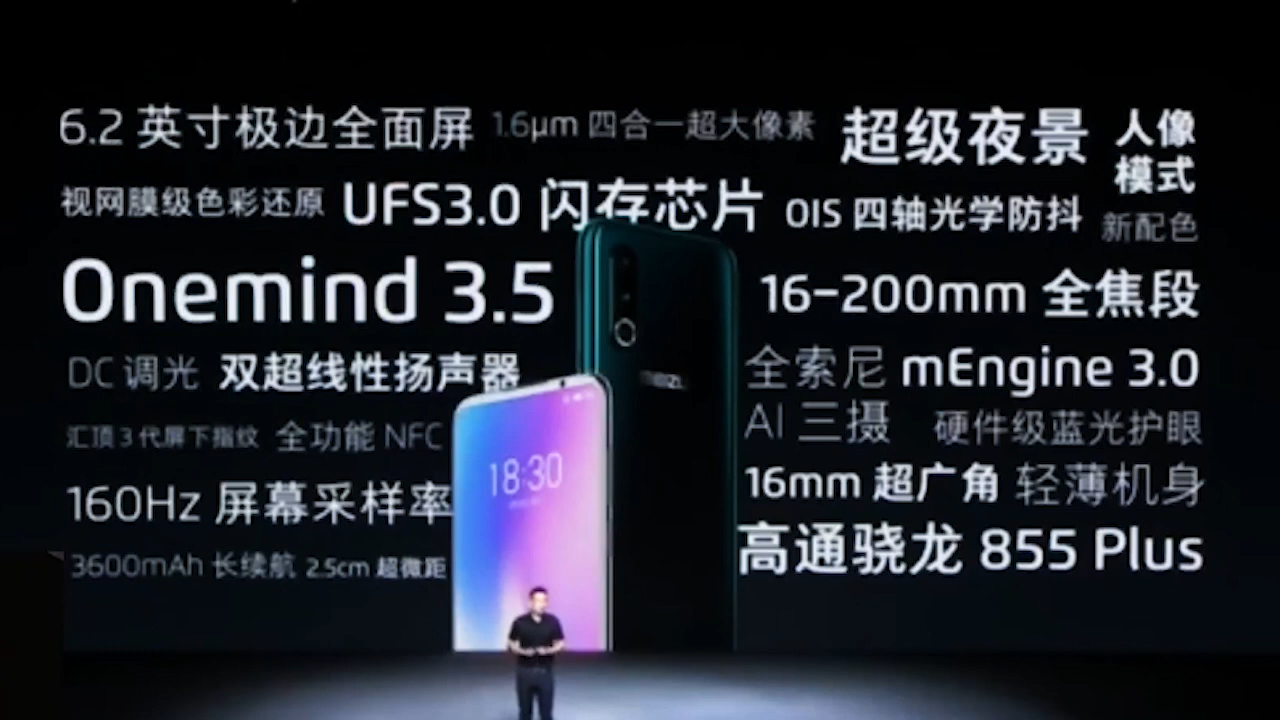 6.2 英寸极边全面屏
1.6μm 四合一超大像素
超级夜景
人像
模式
视网膜级色彩还原
UFS3.0 闪存芯片
OIS 四轴光学防抖
新配色
Onemind 3.5
16-200mm 全焦段
DC 调光
双超线性扬声器
全索尼
AI 三摄
mEngine 3.0
汇顶 3 代屏下指纹
全功能 NFC
硬件级蓝光护眼
160Hz 屏幕采样率
16mm 超广角
轻薄机身
3600mAh 长续航
2.5cm 超微距
高通骁龙 855 Plus
18:30
MEIZU